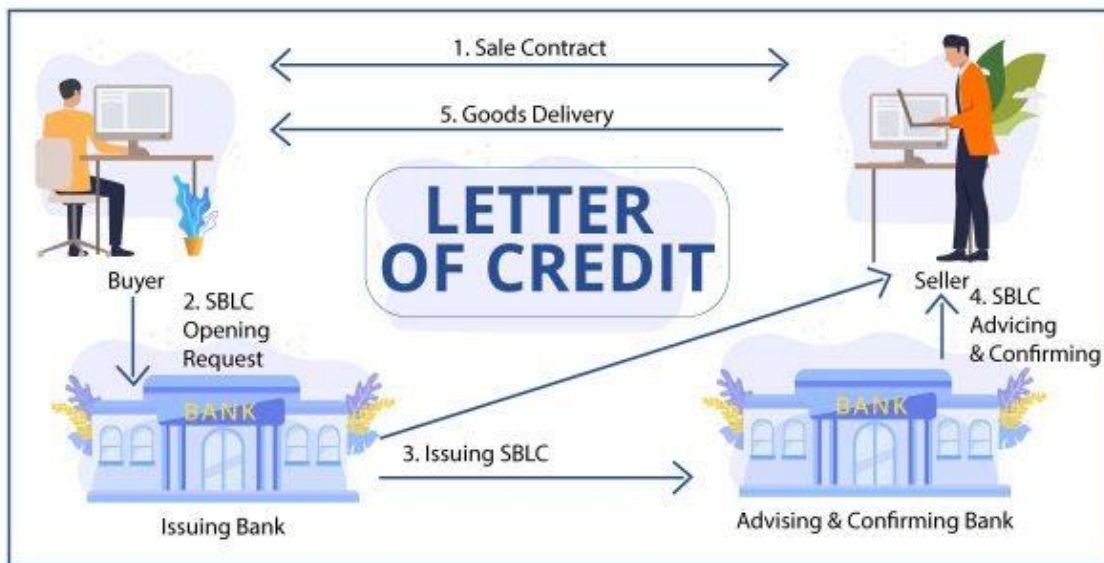 1. Sale Contract
5. Goods Delivery
LETTER
OF CREDIT
Buyer
Seller
2. SBLC
Opening
Request
4. SBLC
Advicing
& Confirming
BANK
BANK
3. Issuing SBLC
Issuing Bank
Advising & Confirming Bank